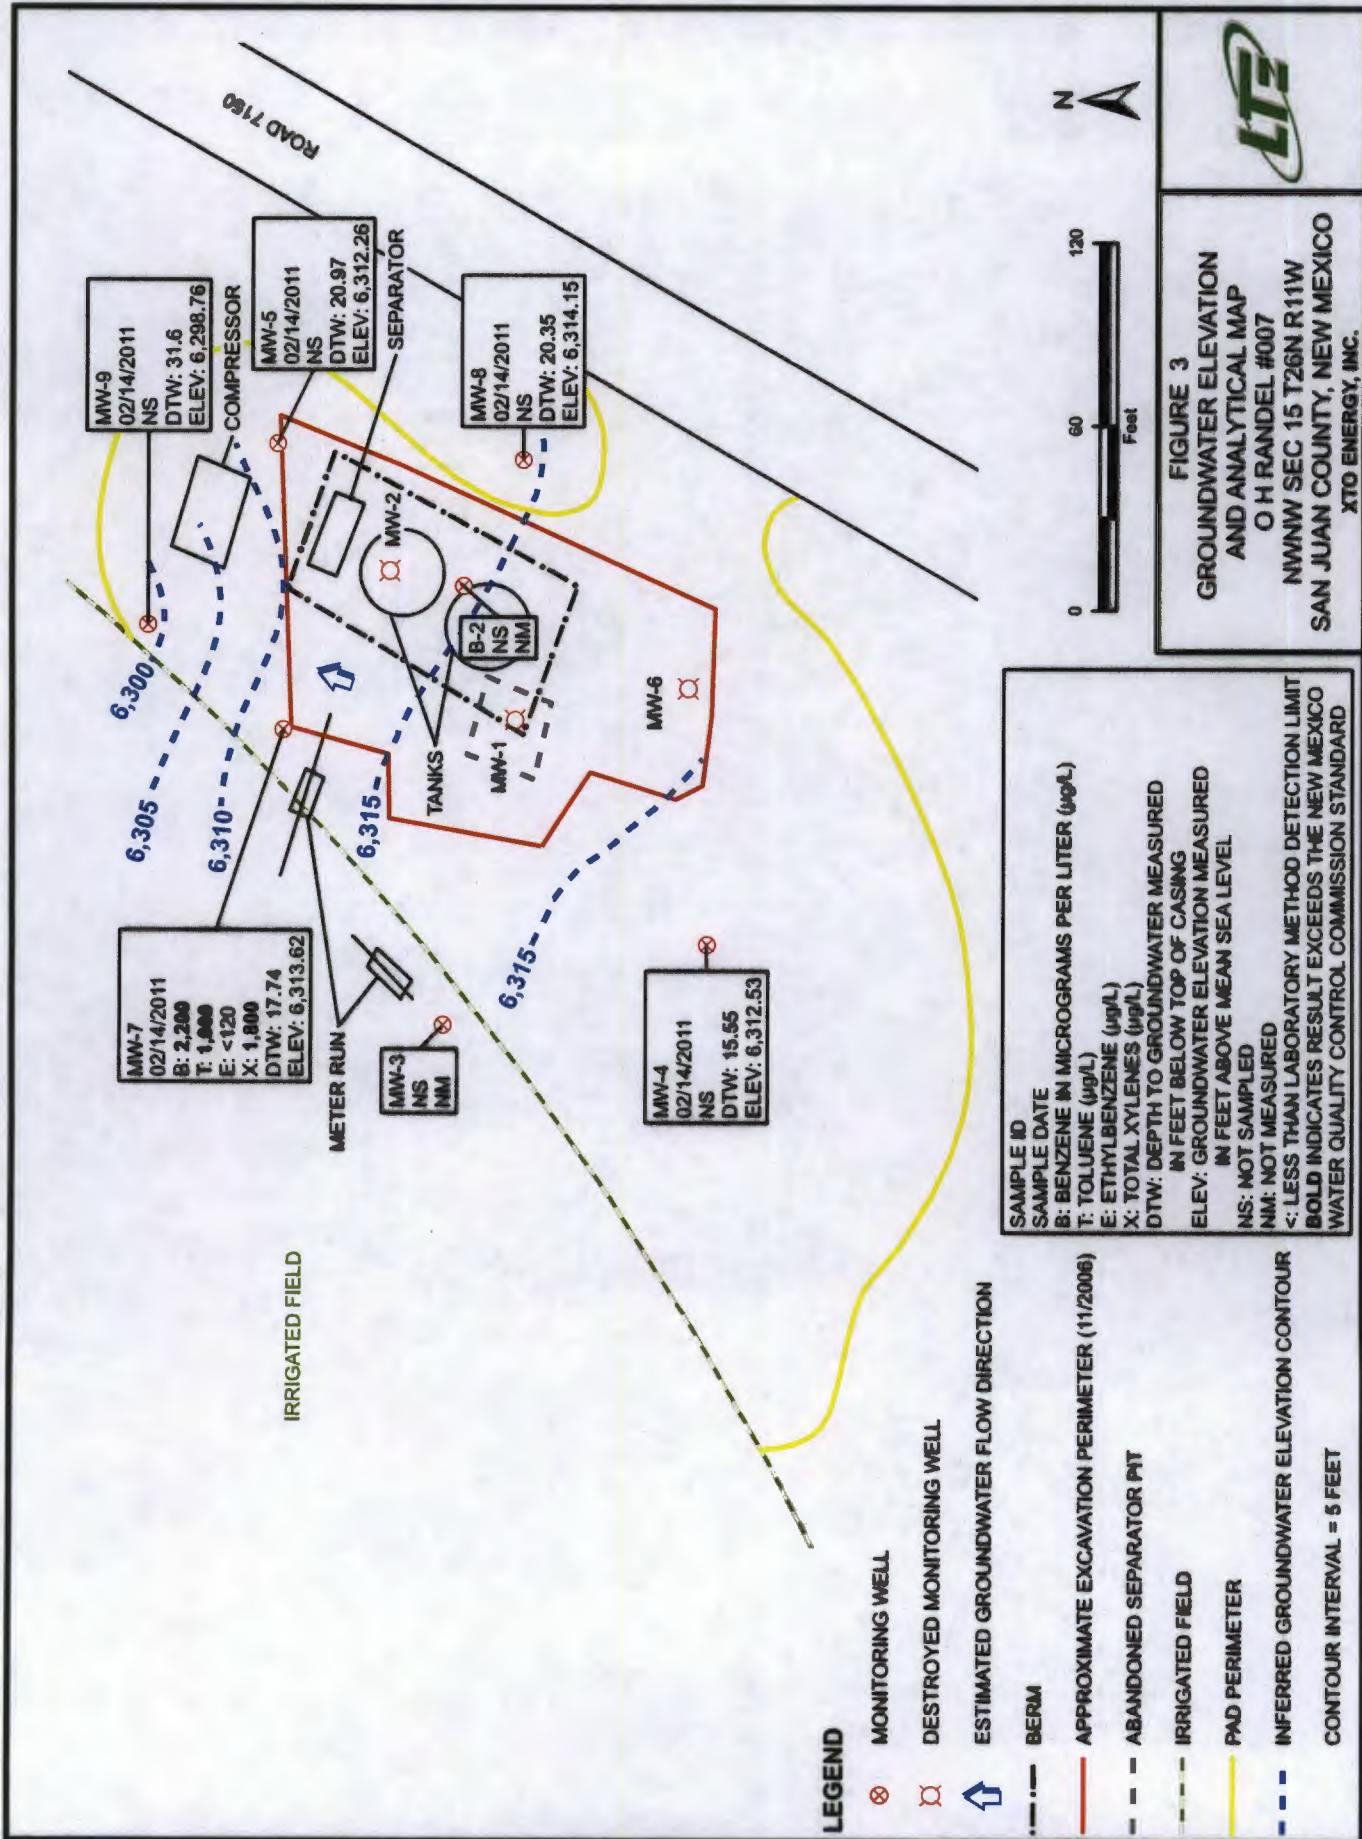 IRRIGATED FIELD
ROAD 7150
MW-9
02/14/2011
NS
DTW: 31.6
ELEV: 6,298.76
COMPRESSOR
MW-5
02/14/2011
NS
DTW: 20.97
ELEV: 6,312.26
SEPARATOR
MW-8
02/14/2011
NS
DTW: 20.35
ELEV: 6,314.15
MW-7
02/14/2011
B: 2,200
E: <120
X: 1,800
DTW: 17.74
ELEV: 6,313.62
METER RUN
MW-3
NS
NM
MW-4
02/14/2011
NS
DTW: 15.55
ELEV: 6,312.53
6,300
6,305
6,310
6,315
6,315
TANKS
MW-2
B-2
NS
NM
MW-1
MW-6
LEGEND
MONITORING WELL
DESTROYED MONITORING WELL
ESTIMATED GROUNDWATER FLOW DIRECTION
BERM
APPROXIMATE EXCAVATION PERIMETER (11/2006)
ABANDONED SEPARATOR PIT
IRRIGATED FIELD
PAD PERIMETER
INFERRED GROUNDWATER ELEVATION CONTOUR
CONTOUR INTERVAL = 5 FEET
SAMPLE ID
SAMPLE DATE
B: BENZENE IN MICROGRAMS PER LITER (µg/L)
T: TOLUENE (µg/L)
E: ETHYLBENZENE (µg/L)
X: TOTAL XYLENES (µg/L)
DTW: DEPTH TO GROUNDWATER MEASURED
IN FEET BELOW TOP OF CASING
ELEV: GROUNDWATER ELEVATION MEASURED
IN FEET ABOVE MEAN SEA LEVEL
NS: NOT SAMPLED
NM: NOT MEASURED
<: LESS THAN LABORATORY METHOD DETECTION LIMIT
BOLD INDICATES RESULT EXCEEDS THE NEW MEXICO
WATER QUALITY CONTROL COMMISSION STANDARD
N
0 60 120
Feet
FIGURE 3
GROUNDWATER ELEVATION
AND ANALYTICAL MAP
O H RANDEL #007
NWNW SEC 15 T26N R11W
SAN JUAN COUNTY, NEW MEXICO
XTO ENERGY, INC.
LTE